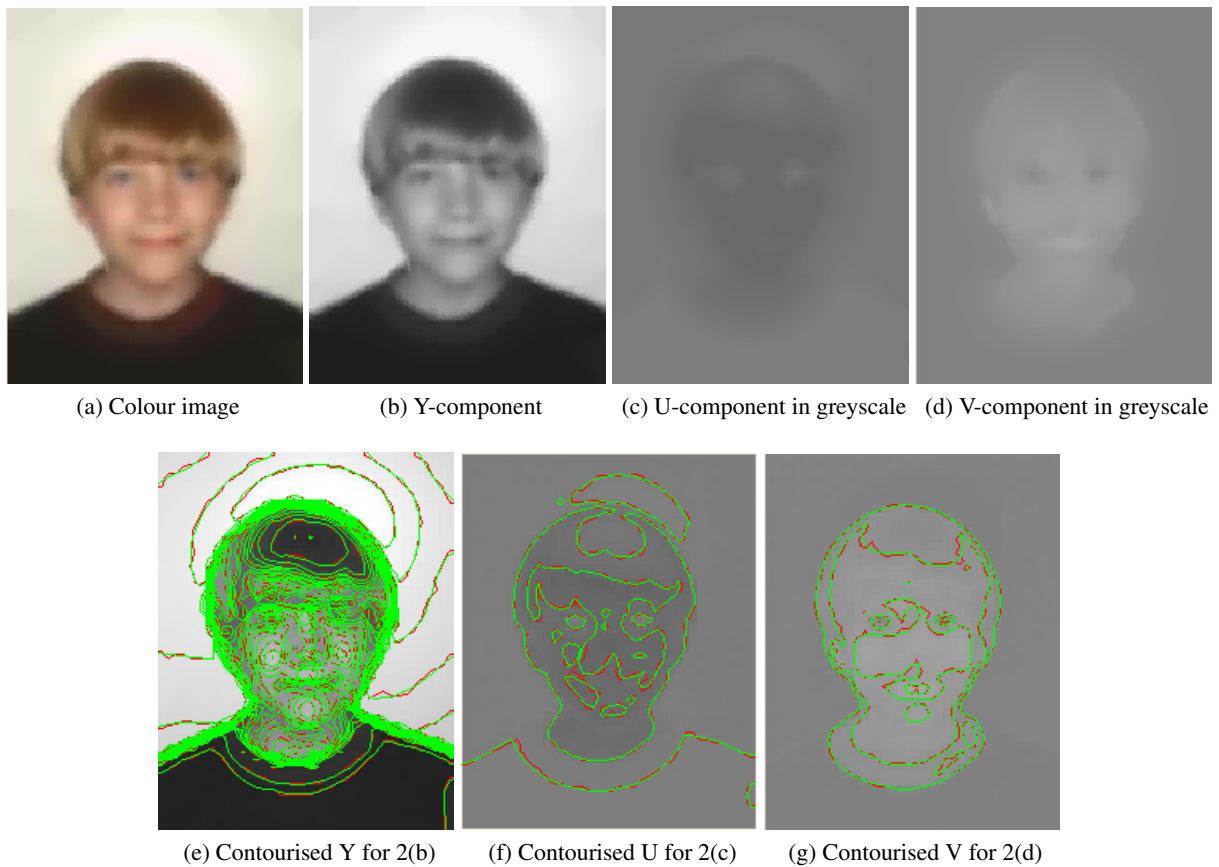 (a) Colour image
(b) Y-component
(c) U-component in greyscale
(d) V-component in greyscale
(e) Contourised Y for 2(b)
(f) Contourised U for 2(c)
(g) Contourised V for 2(d)